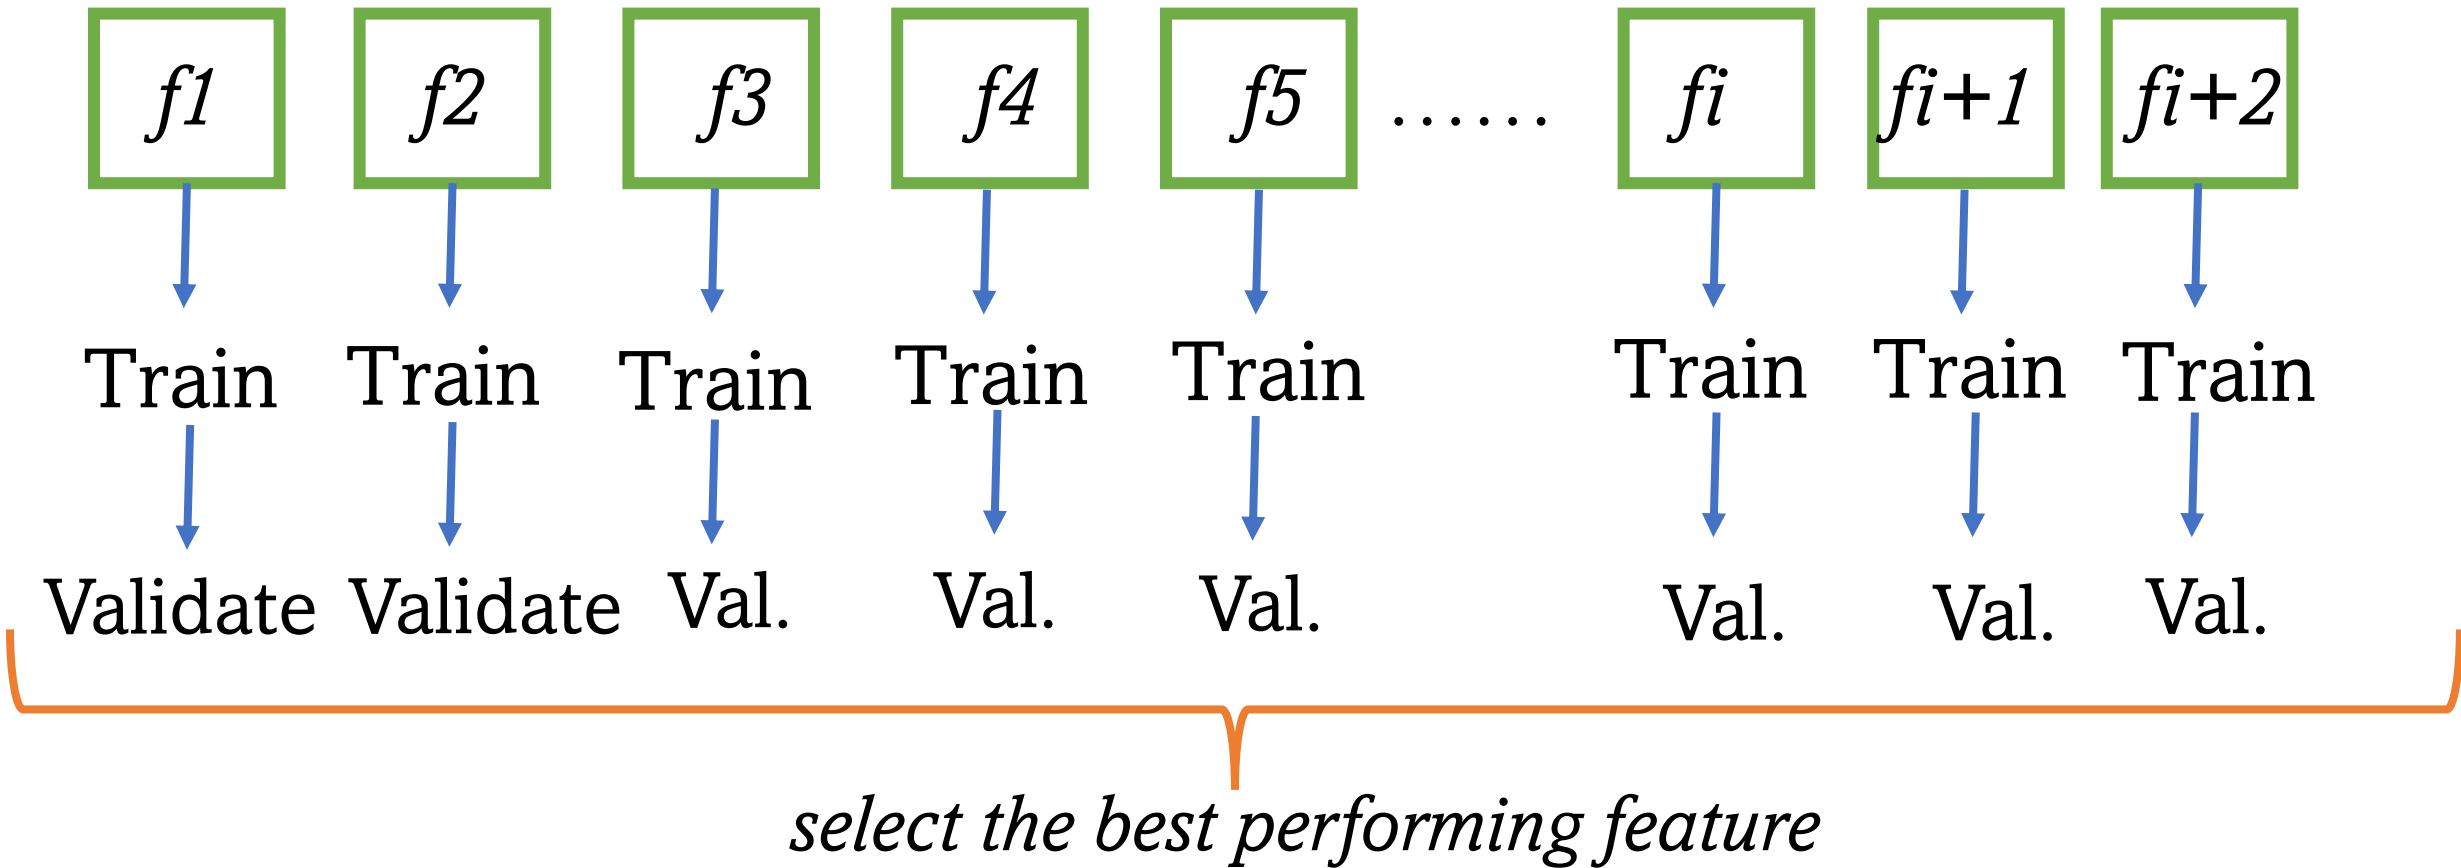 f1 f2 f3 f4 f5 ...... fi fi+1 fi+2
Train Train Train Train Train Train Train Train
Validate Validate Val. Val. Val. Val. Val. Val.
select the best performing feature